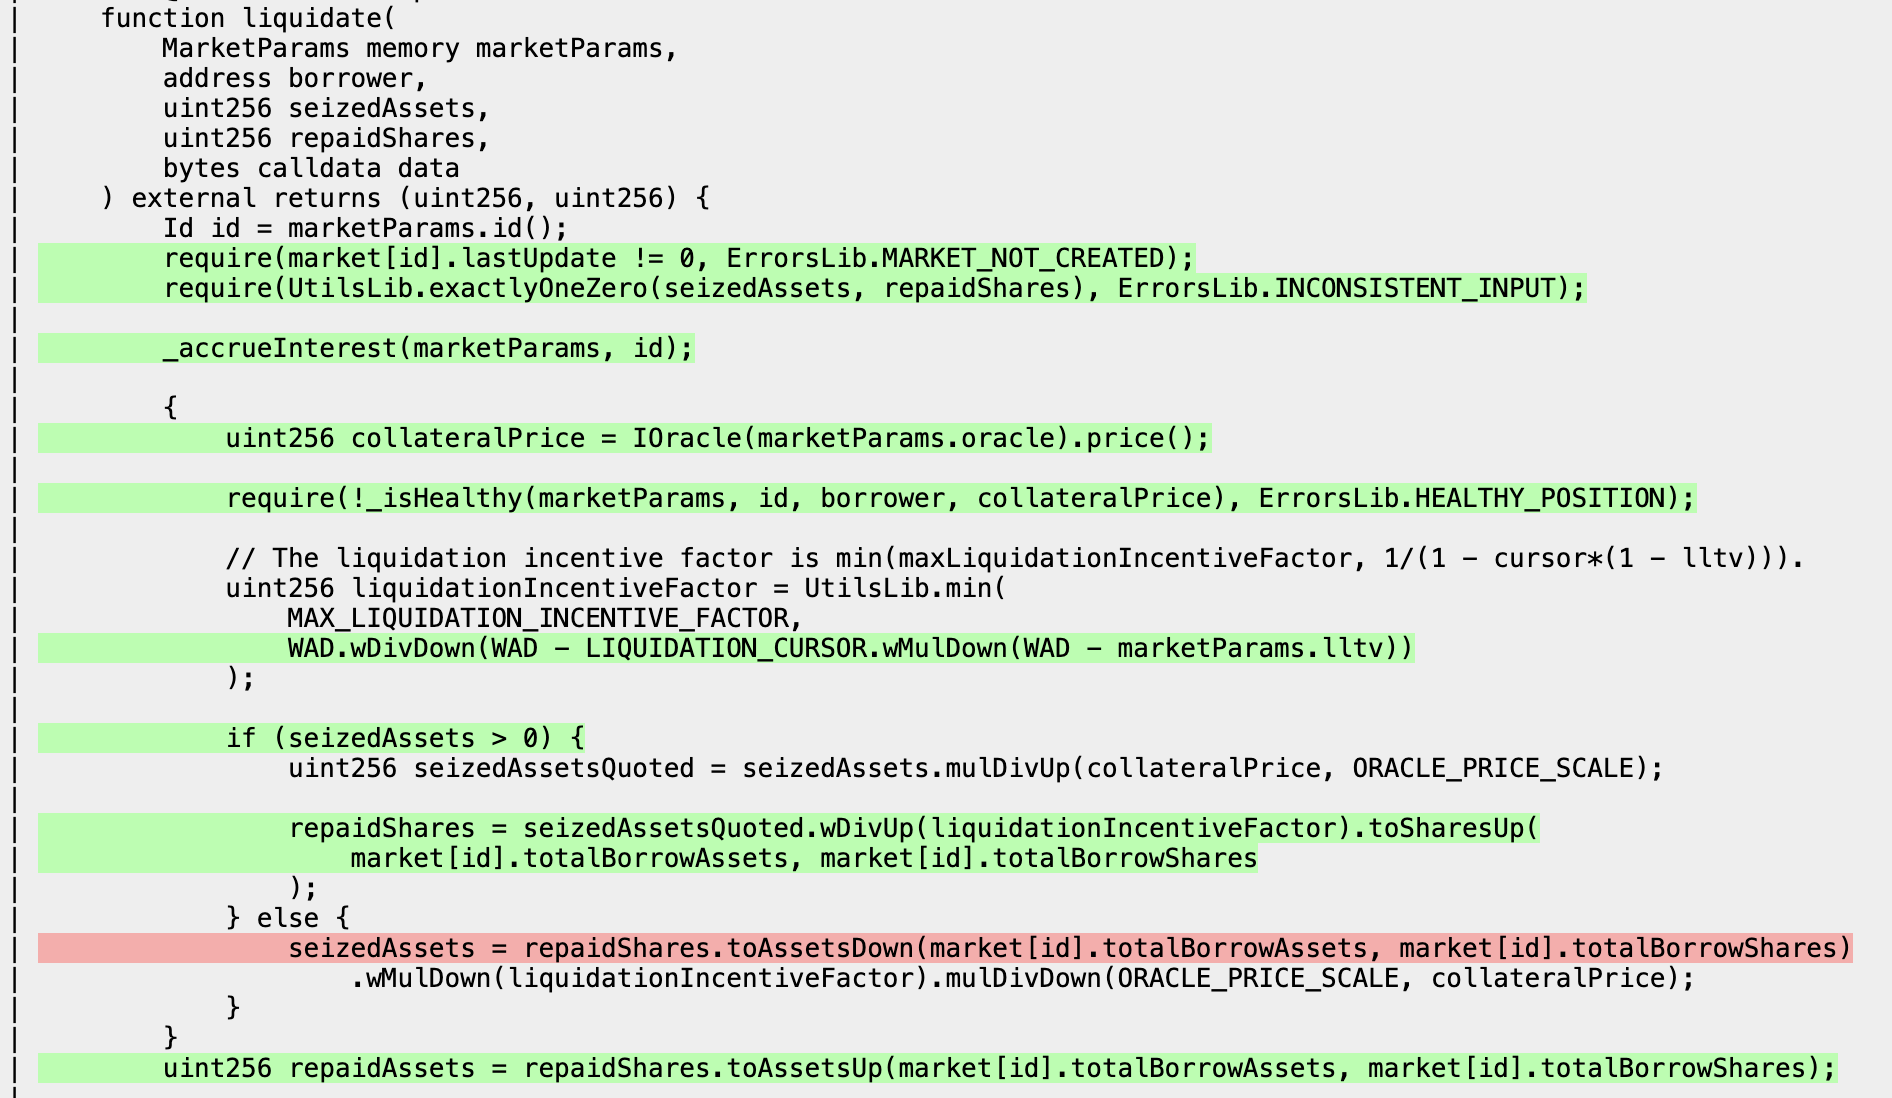 function liquidate(
MarketParams memory marketParams,
address borrower,
uint256 seizedAssets,
uint256 repaidShares,
bytes calldata data
) external returns (uint256, uint256) {
Id id = marketParams.id();
require(market[id].lastUpdate != 0, ErrorsLib.MARKET_NOT_CREATED);
require(UtilsLib.exactlyOneZero(seizedAssets, repaidShares), ErrorsLib.INCONSISTENT_INPUT);
_accrueInterest(marketParams, id);
{
uint256 collateralPrice = IOracle(marketParams.oracle).price();
require(!_isHealthy(marketParams, id, borrower, collateralPrice), ErrorsLib.HEALTHY_POSITION);
// The liquidation incentive factor is min(maxLiquidationIncentiveFactor, 1/(1 - cursor*(1 - lltv))).
uint256 liquidationIncentiveFactor = UtilsLib.min(
MAX_LIQUIDATION_INCENTIVE_FACTOR,
WAD.wDivDown(WAD - LIQUIDATION_CURSOR.wMulDown(WAD - marketParams.lltv))
);
if (seizedAssets > 0) {
uint256 seizedAssetsQuoted = seizedAssets.mulDivUp(collateralPrice, ORACLE_PRICE_SCALE);
repaidShares = seizedAssetsQuoted.wDivUp(liquidationIncentiveFactor).toSharesUp(
market[id].totalBorrowAssets, market[id].totalBorrowShares
);
} else {
seizedAssets = repaidShares.toAssetsDown(market[id].totalBorrowAssets, market[id].totalBorrowShares)
.wMulDown(liquidationIncentiveFactor).mulDivDown(ORACLE_PRICE_SCALE, collateralPrice);
}
}
uint256 repaidAssets = repaidShares.toAssetsUp(market[id].totalBorrowAssets, market[id].totalBorrowShares);